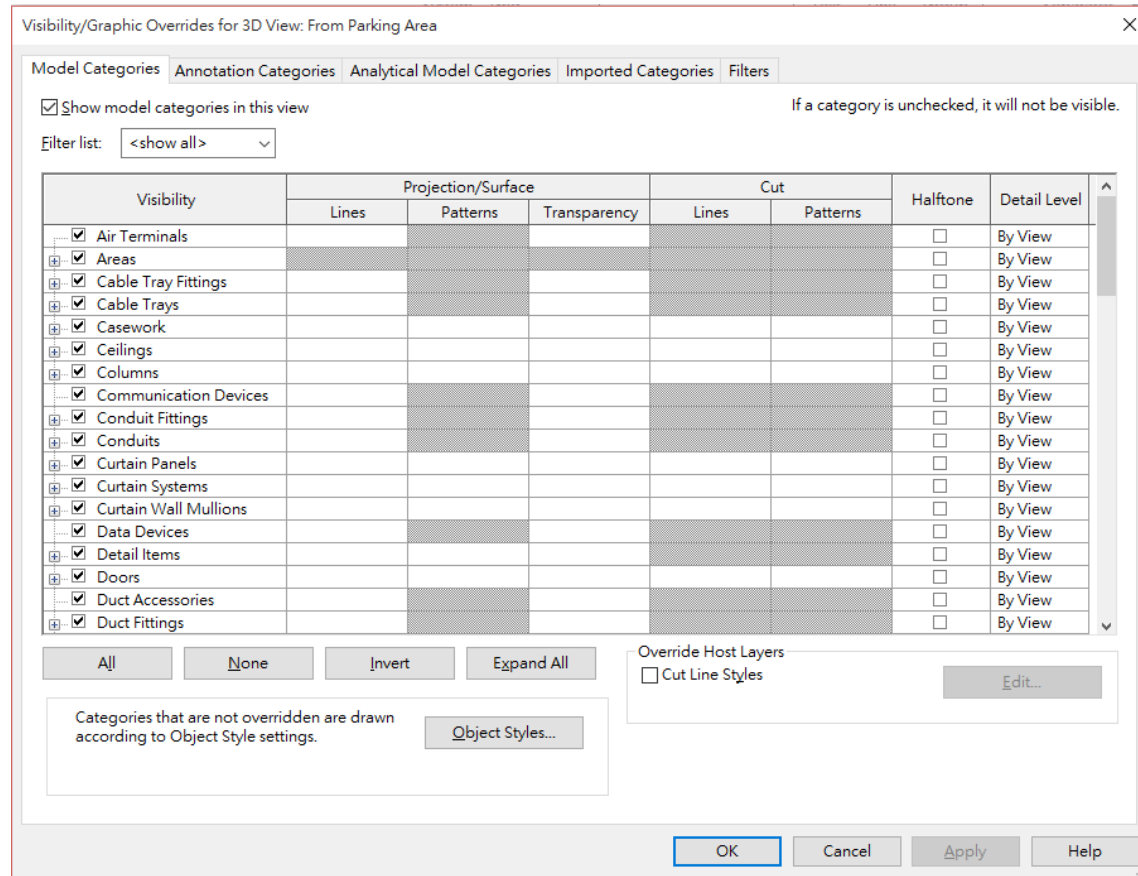 Visibility/Graphic Overrides for 3D View: From Parking Area
Model Categories Annotation Categories Analytical Model Categories Imported Categories Filters
Show model categories in this view
If a category is unchecked, it will not be visible.
Filter list: <show all>
Visibility Projection/Surface Cut Halftone Detail Level
Lines Patterns Transparency Lines Patterns
Air Terminals By View
Areas By View
Cable Tray Fittings By View
Cable Trays By View
Casework By View
Ceilings By View
Columns By View
Communication Devices By View
Conduit Fittings By View
Conduits By View
Curtain Panels By View
Curtain Systems By View
Curtain Wall Mullions By View
Data Devices By View
Detail Items By View
Doors By View
Duct Accessories By View
Duct Fittings By View
All None Invert Expand All
Override Host Layers
Cut Line Styles
Edit...
Categories that are not overridden are drawn
according to Object Style settings.
Object Styles...
OK Cancel Apply Help